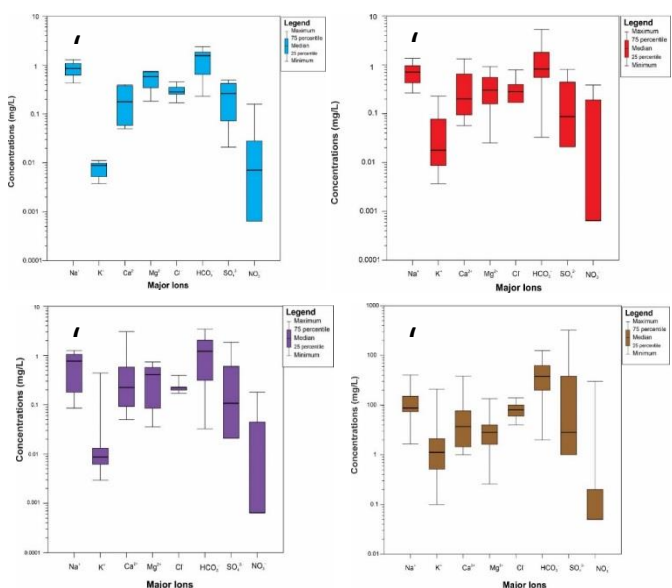 Legend
Maximum
75 percentile
Median
25 percentile
Minimum
10
1
0.1
0.01
0.001
0.0001
Concentrations (mg/L)
Na⁺ K⁺ Ca²⁺ Mg²⁺ Cl⁻ HCO₃⁻ SO₄²⁻ NO₃⁻
Major Ions
Legend
Maximum
75 percentile
Median
25 percentile
Minimum
10
1
0.1
0.01
0.001
0.0001
Concentrations (mg/L)
Na⁺ K⁺ Ca²⁺ Mg²⁺ Cl⁻ HCO₃⁻ SO₄²⁻ NO₃⁻
Major Ions
Legend
Maximum
75 percentile
Median
25 percentile
Minimum
10
1
0.1
0.01
0.001
0.0001
Concentrations (mg/L)
Na⁺ K⁺ Ca²⁺ Mg²⁺ Cl⁻ HCO₃⁻ SO₄²⁻ NO₃⁻
Major Ions
Legend
Maximum
75 percentile
Median
25 percentile
Minimum
1000
100
10
1
0.1
0.01
Concentrations (mg/L)
Na⁺ K⁺ Ca²⁺ Mg²⁺ Cl⁻ HCO₃⁻ SO₄²⁻ NO₃⁻
Major Ions